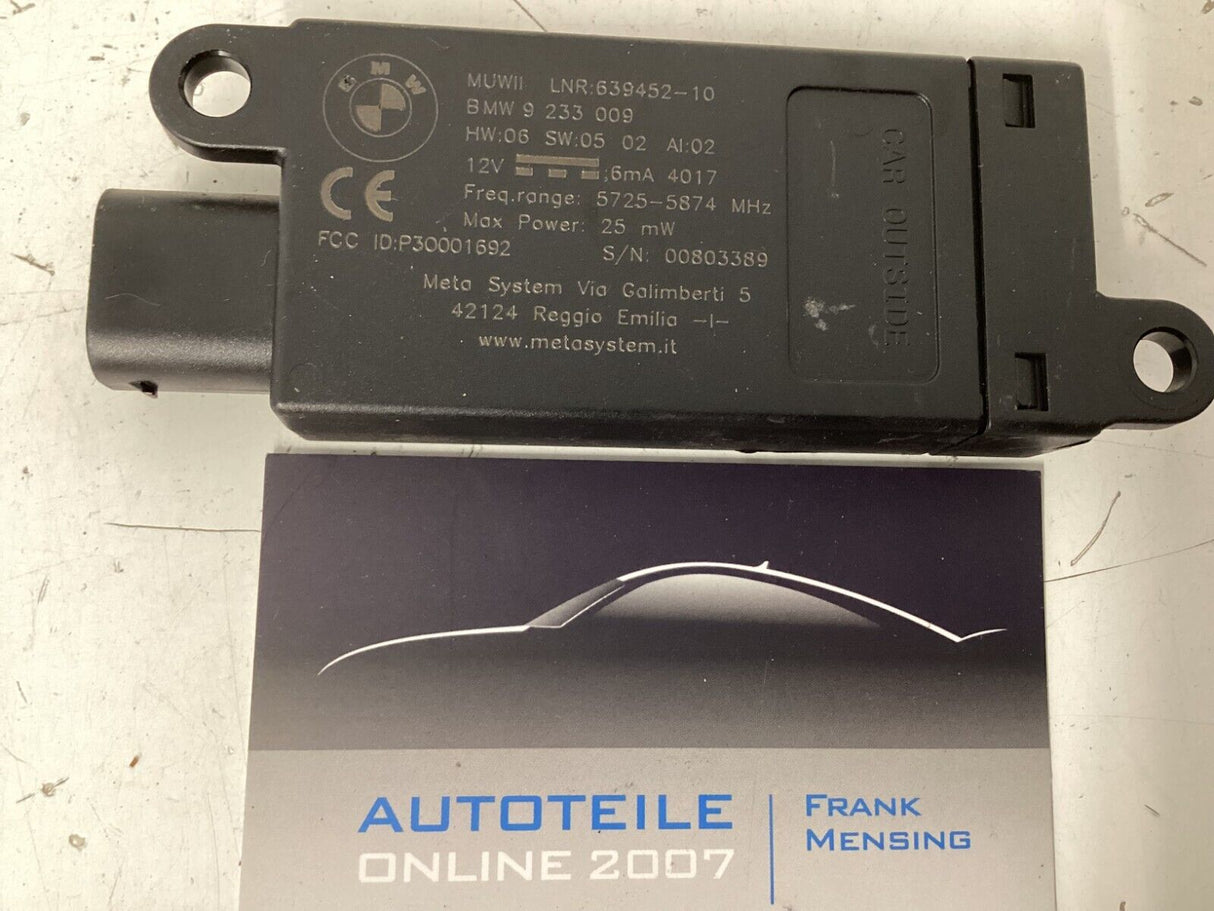 BMW
MUWII LNR:639452-10
BMW 9 233 009
HW:06 SW:05 02 AI:02
12V ;6mA 4017
Freq.range: 5725-5874 MHz
Max Power: 25 mW
CE
FCC ID:P30001692 S/N: 00803389
Meta System Via Galimberti 5
42124 Reggio Emilia -I-
www.metasystem.it
CAR OUTSIDE
AUTOTEILE
ONLINE 2007
FRANK
MENSING